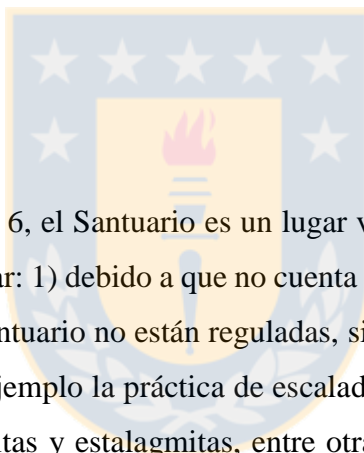 6, el Santuario es un lugar v
ar: 1) debido a que no cuenta
ntuario no están reguladas, si
jemplo la práctica de escalad
itas y estalagmitas, entre otra